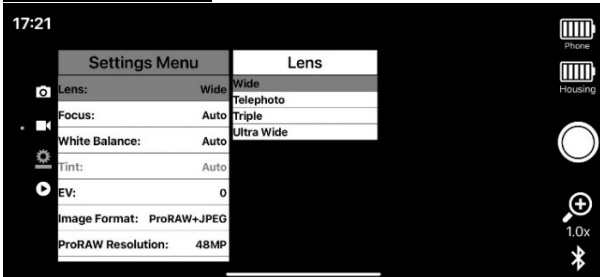 17:21
Settings Menu
Lens: Wide
Focus: Auto
White Balance: Auto
Tint: Auto
EV: 0
Image Format: ProRAW+JPEG
ProRAW Resolution: 48MP
Lens
Wide
Telephoto
Triple
Ultra Wide
Phone
Housing
1.0x